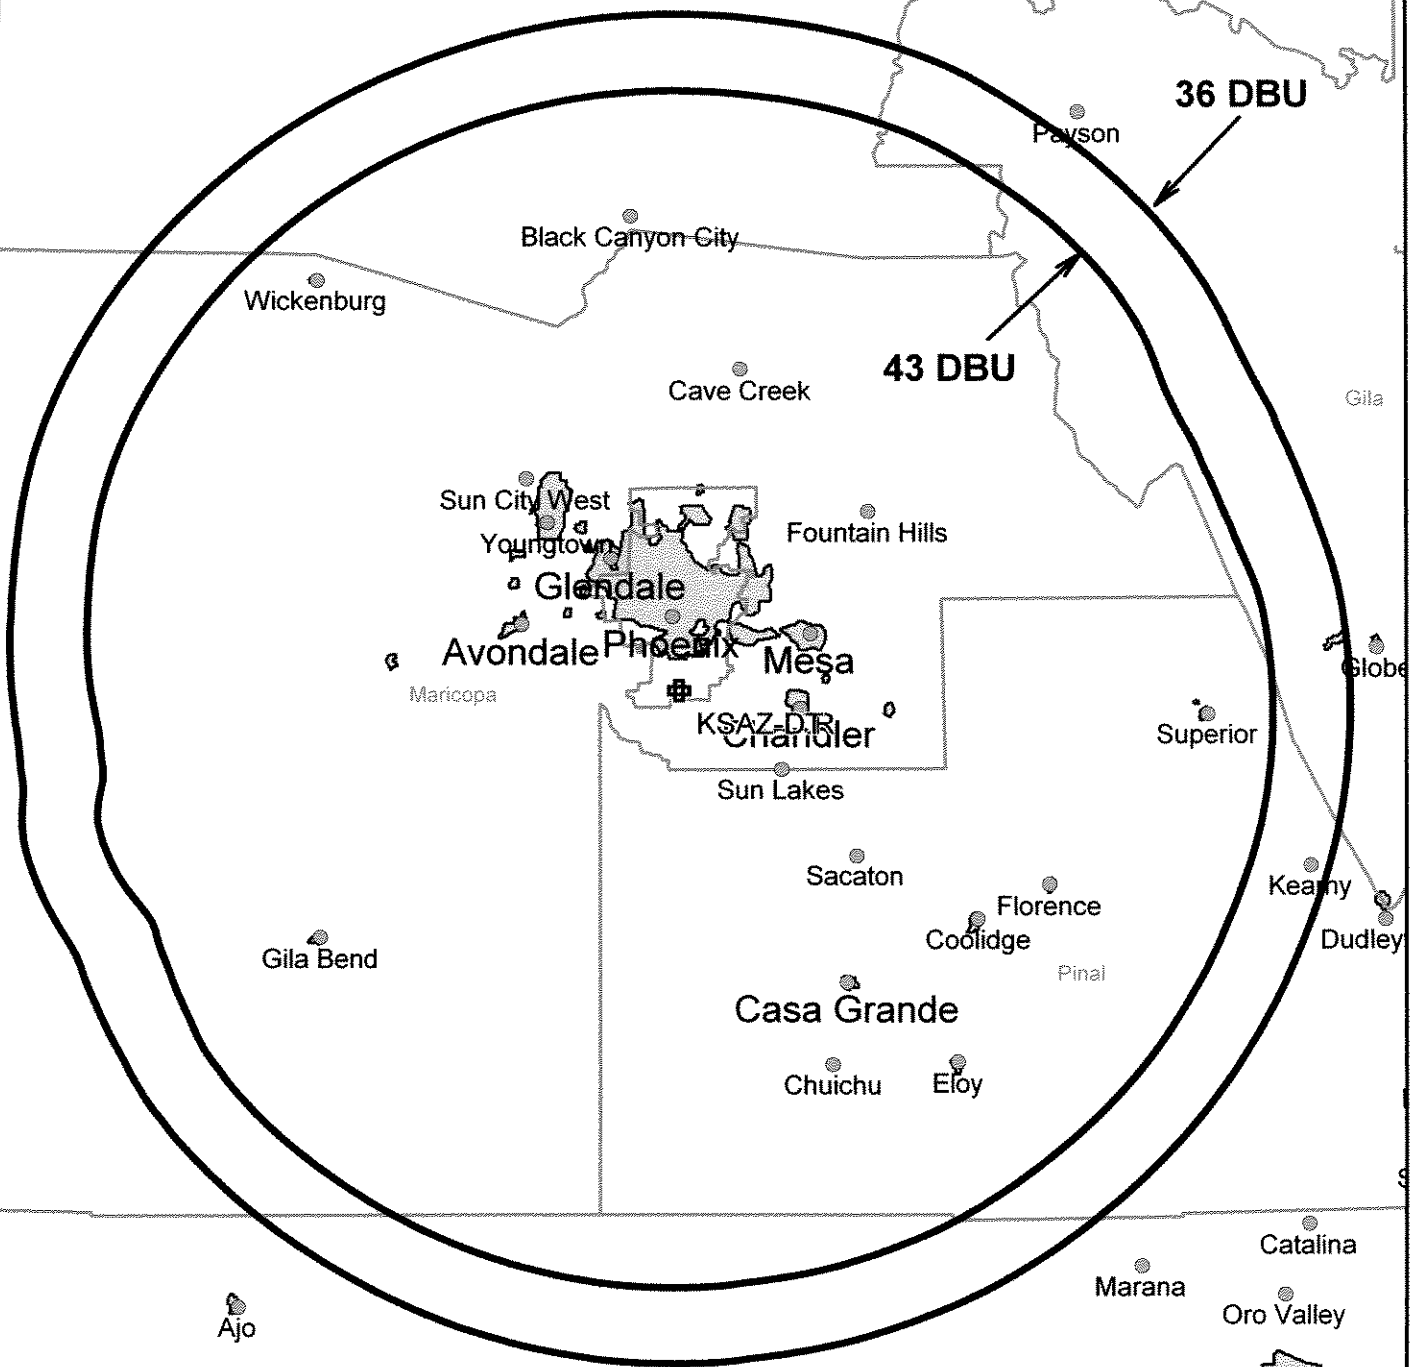 36 DBU
Payson
Black Canyon City
Wickenburg
43 DBU
Cave Creek
Gila
Sun City West
Fountain Hills
Youngtown
Glendale
Avondale
Phoenix
Mesa
Globe
Maricopa
KSAZ-DTR
Chandler
Superior
Sun Lakes
Sacaton
Kearny
Florence
Coolidge
Dudley
Gila Bend
Pinal
Casa Grande
Chuichu
Eloy
Catalina
Marana
Oro Valley
Ajo